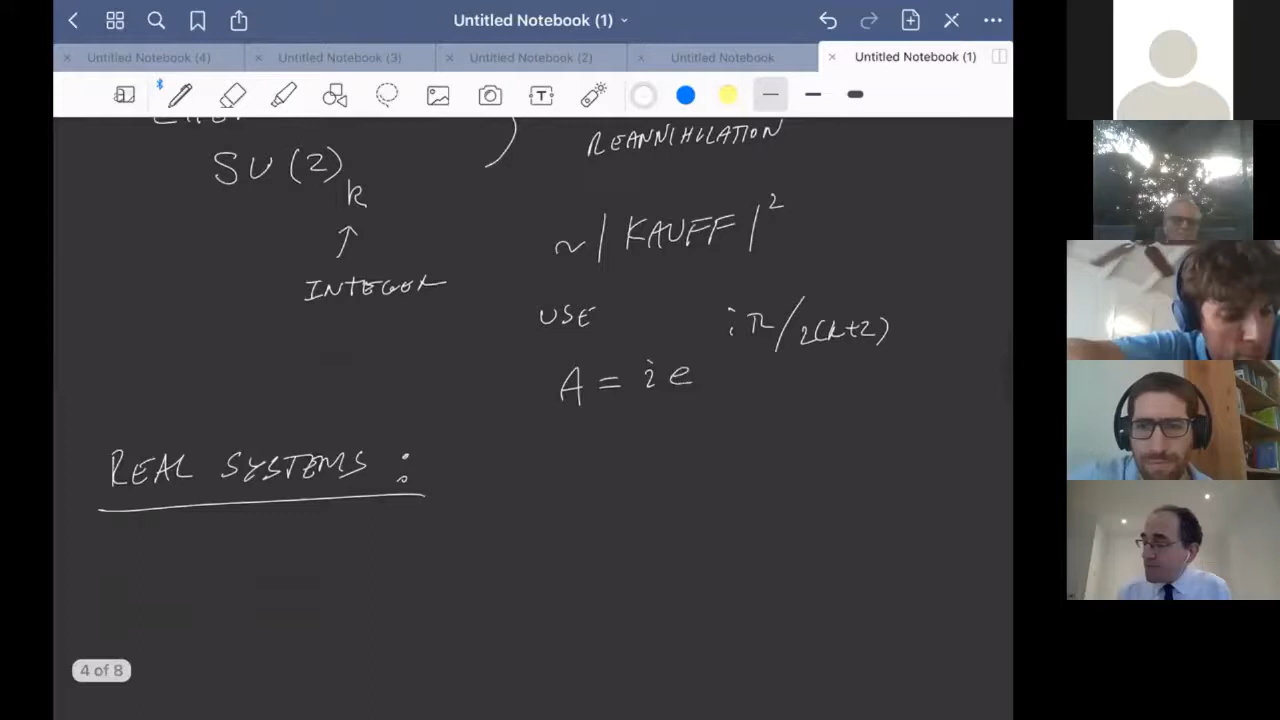 Untitled Notebook (1)
Untitled Notebook (4)
Untitled Notebook (3)
Untitled Notebook (2)
Untitled Notebook
Untitled Notebook (1)
REANNIHILATION
SU(2)k
↑
INTEGER
~ | KAUFF |²
USE
A = i e^{iπ/2(k+2)}
REAL SYSTEMS :
4 of 8